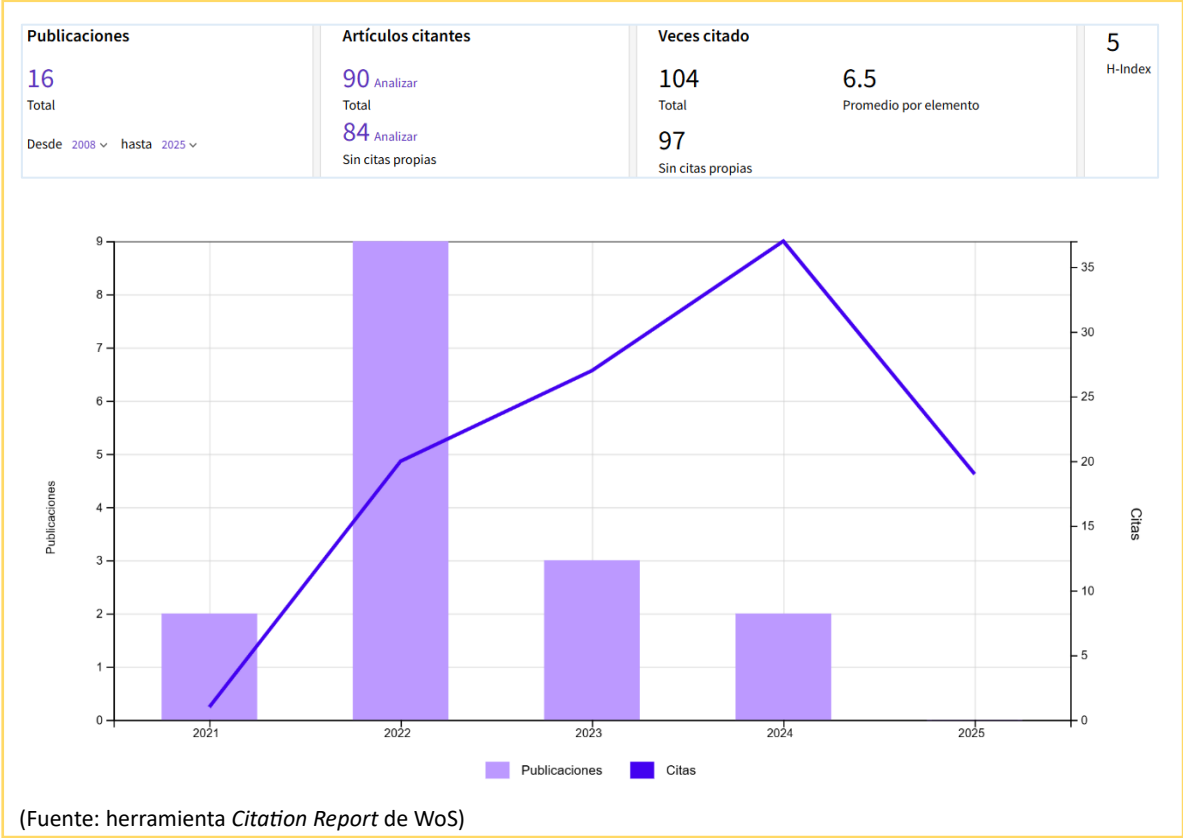 Publicaciones
16
Total
Desde 2008 hasta 2025
Artículos citantes
90 Analizar
Total
84 Analizar
Sin citas propias
Veces citado
104
Total
6.5
Promedio por elemento
97
Sin citas propias
5
H-Index
9
8
7
6
5
4
3
2
1
0
Publicaciones
35
30
25
20
15
10
5
0
Citas
2021
2022
2023
2024
2025
Publicaciones
Citas
(Fuente: herramienta Citation Report de WoS)